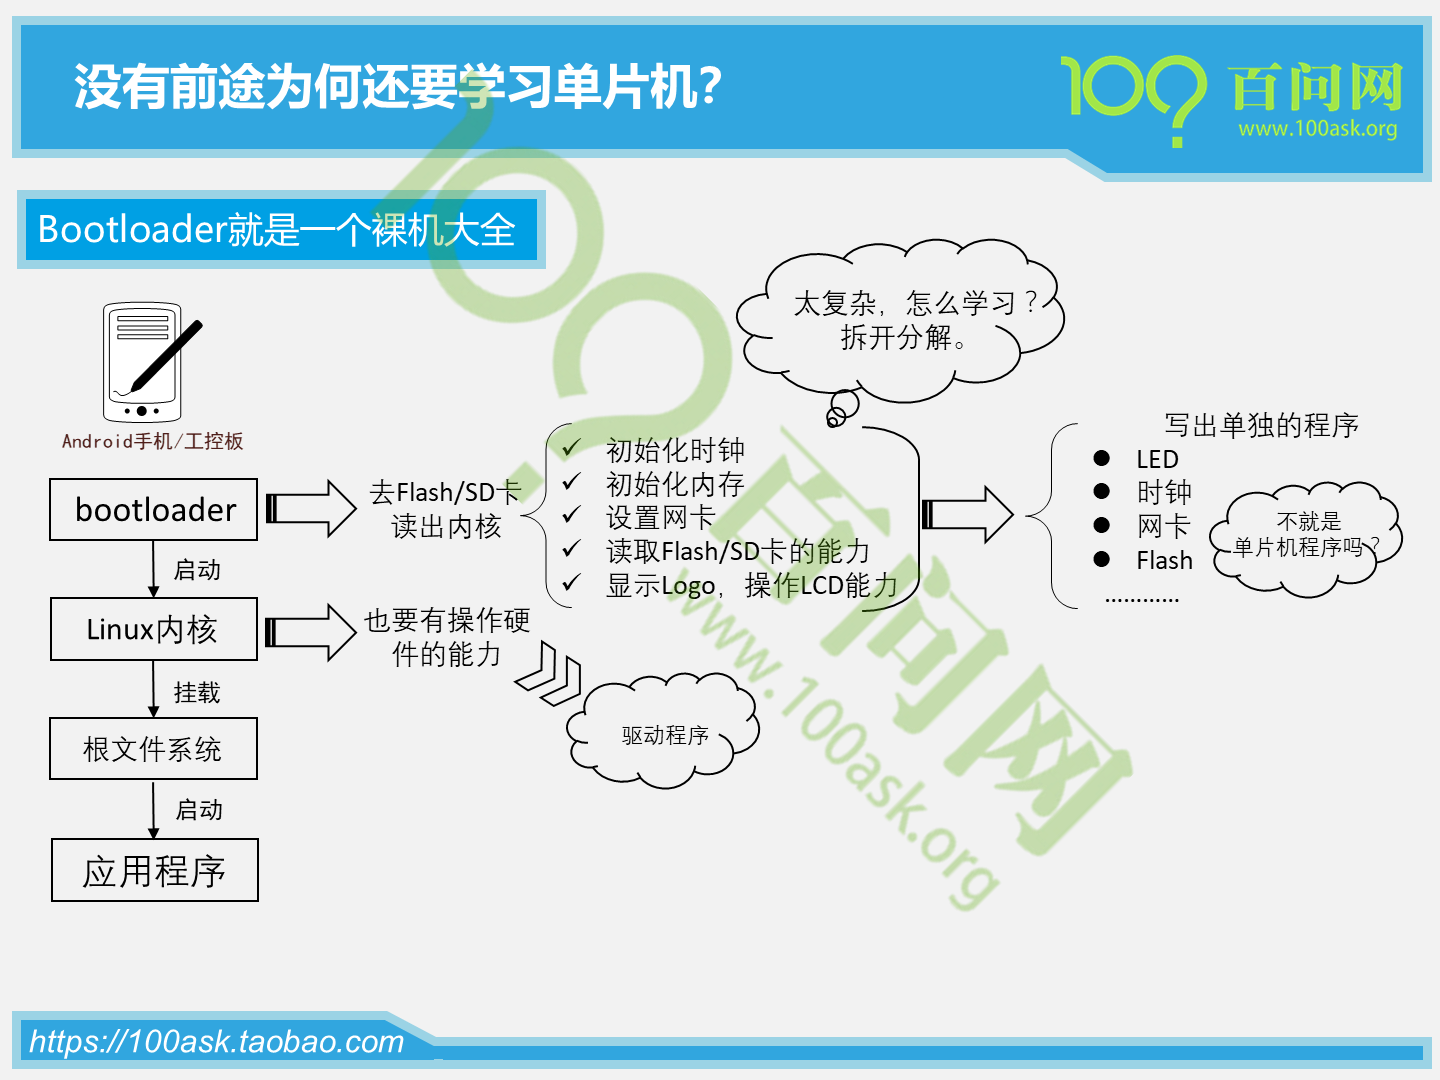 没有前途为何还要学习单片机？
100?
百问网
www.100ask.org
Bootloader就是一个裸机大全
Android手机/工控板
bootloader
启动
Linux内核
挂载
根文件系统
启动
应用程序
去Flash/SD卡
读出内核
初始化时钟
初始化内存
设置网卡
读取Flash/SD卡的能力
显示Logo，操作LCD能力
太复杂，怎么学习？
拆开分解。
写出单独的程序
LED
时钟
网卡
Flash
…………
不就是
单片机程序吗？
也要有操作硬
件的能力
驱动程序
100?
百问网
www.100ask.org
https://100ask.taobao.com